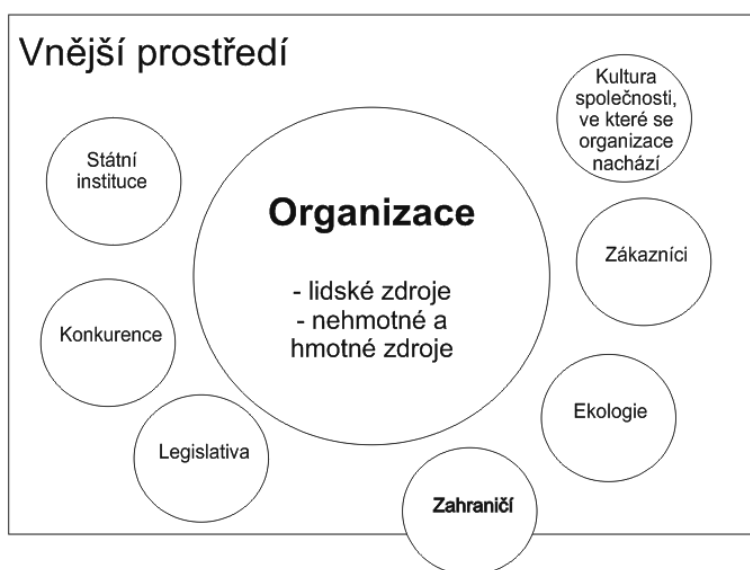 Vnější prostředí
Kultura
společnosti,
ve které se
organizace
nachází
Státní
instituce
Organizace
- lidské zdroje
- nehmotné a
hmotné zdroje
Zákazníci
Konkurence
Ekologie
Legislativa
Zahraničí